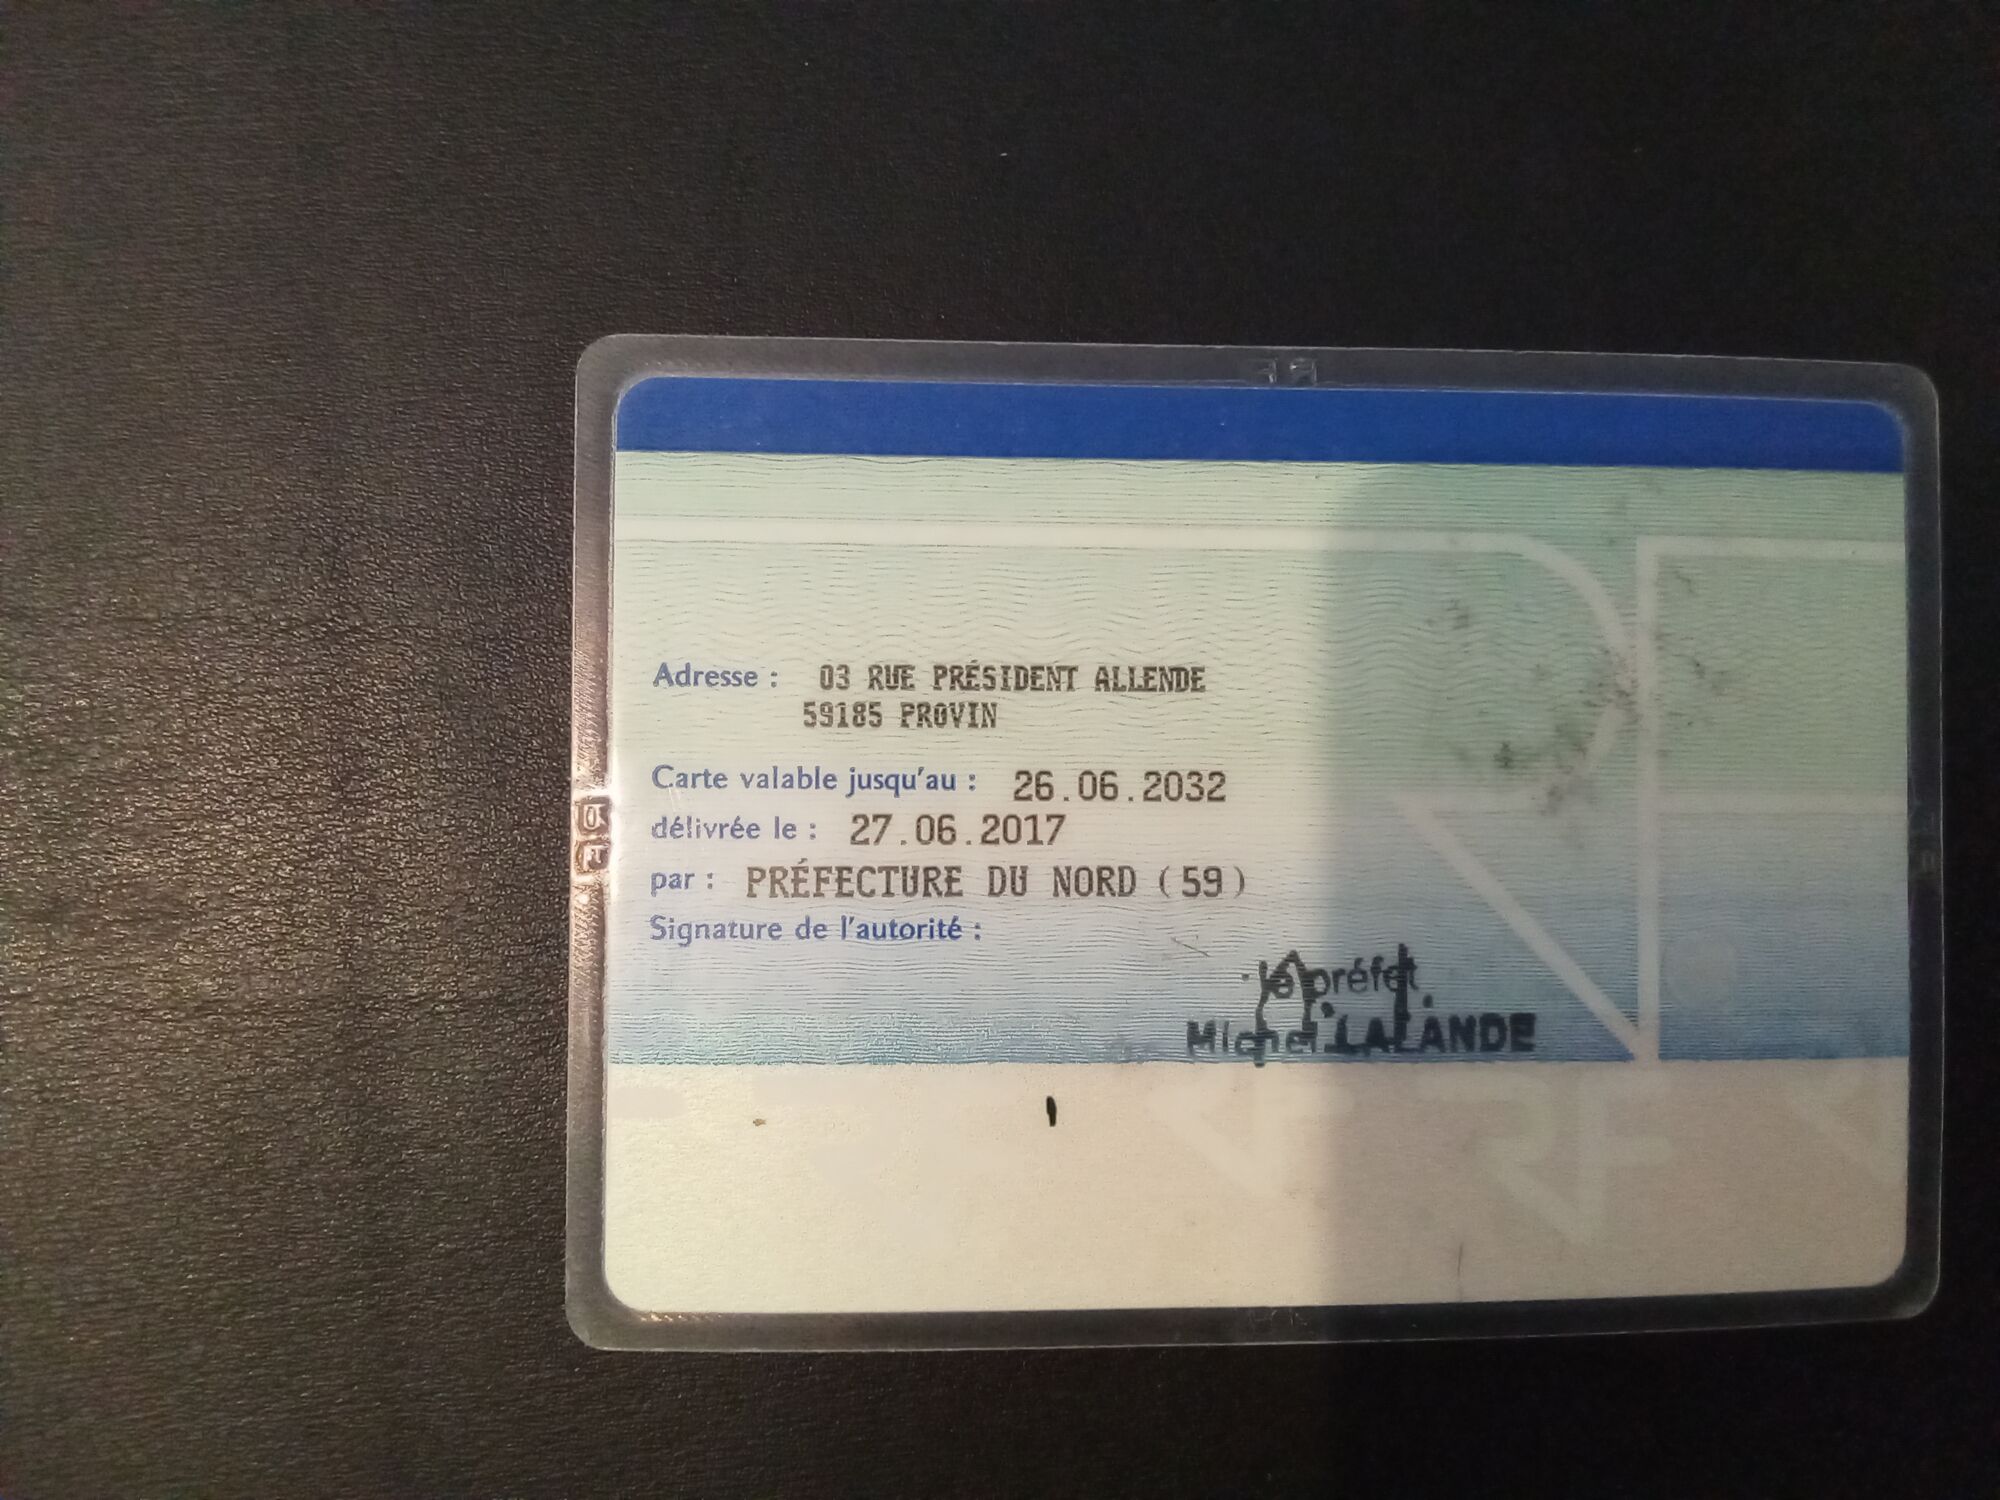 Adresse : 03 RUE PRÉSIDENT ALLENDE
59185 PROVIN
Carte valable jusqu'au : 26.06.2032
délivrée le : 27.06.2017
par : PRÉFECTURE DU NORD (59)
Signature de l'autorité :
le préfet
Michel LALANDE
RF